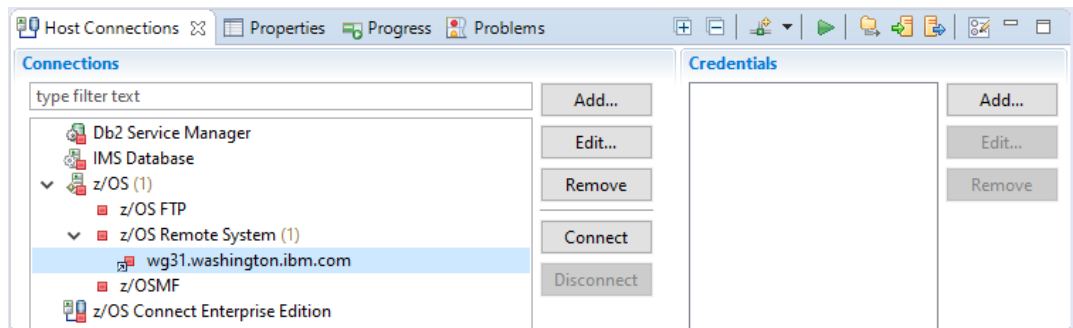 Host Connections
Properties
Progress
Problems
Connections
type filter text
Db2 Service Manager
IMS Database
z/OS (1)
z/OS FTP
z/OS Remote System (1)
wg31.washington.ibm.com
z/OSMF
z/OS Connect Enterprise Edition
Add...
Edit...
Remove
Connect
Disconnect
Credentials
Add...
Edit...
Remove